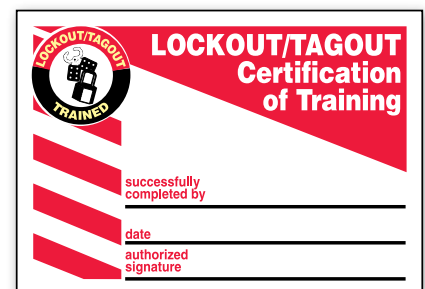 LOCKOUT/TAGOUT
TRAINED
LOCKOUT/TAGOUT
Certification
of Training
successfully
completed by
date
authorized
signature